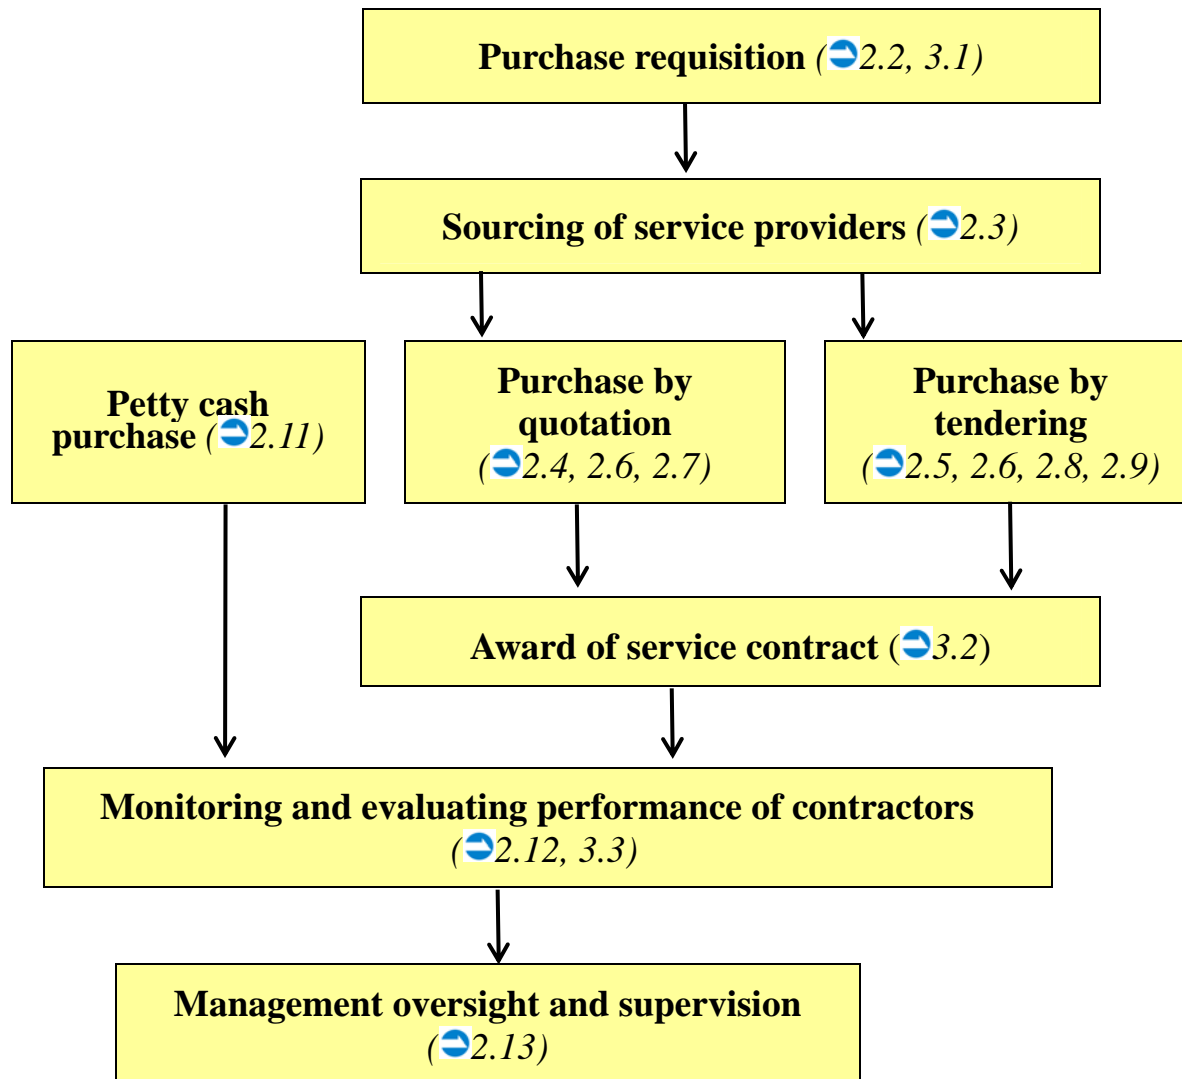 Purchase requisition (➲2.2, 3.1)
Sourcing of service providers (➲2.3)
Petty cash
purchase (➲2.11)
Purchase by
quotation
(➲2.4, 2.6, 2.7)
Purchase by
tendering
(➲2.5, 2.6, 2.8, 2.9)
Award of service contract (➲3.2)
Monitoring and evaluating performance of contractors
(➲2.12, 3.3)
Management oversight and supervision
(➲2.13)